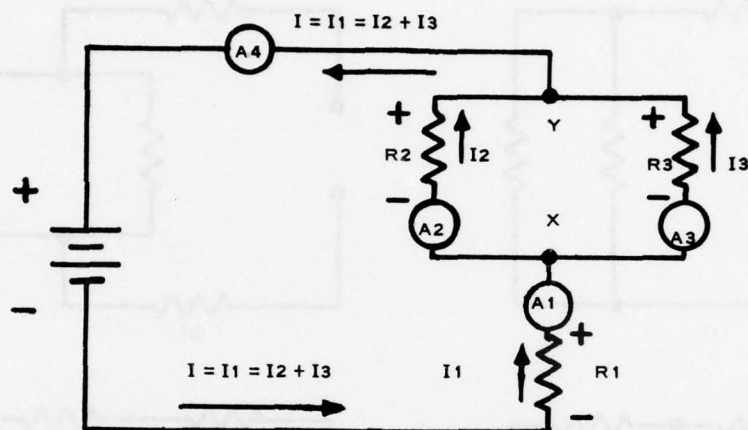 I = I1 = I2 + I3
A4
+
+
Y
R2
I2
R3
I3
+
-
-
X
A2
A3
A1
+
-
I = I1 = I2 + I3
I1
R1
-